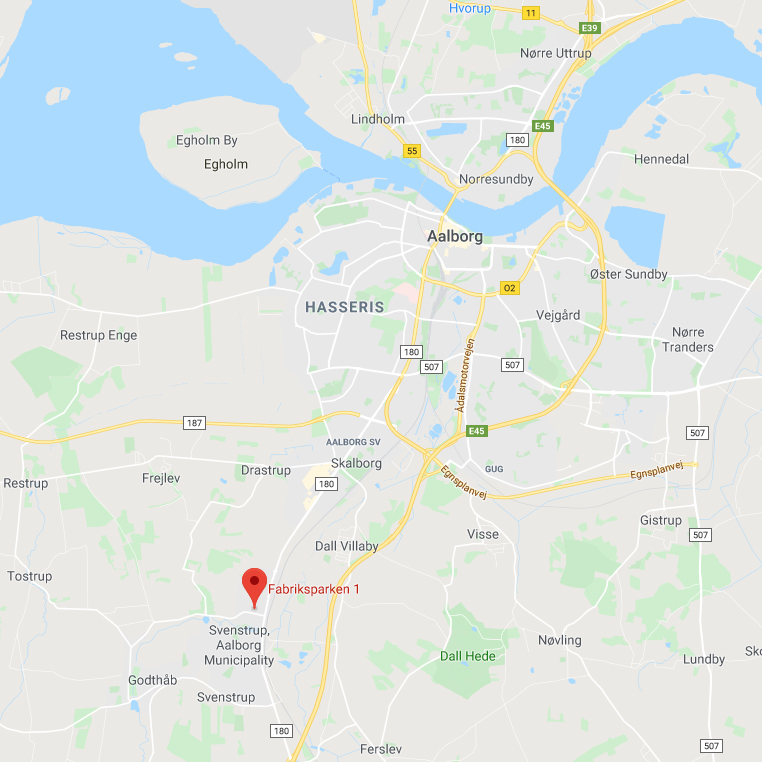 Hvorup
11
E39
Nørre Uttrup
Lindholm
E45
180
55
Egholm By
Egholm
Hennedal
Nørresundby
Aalborg
Øster Sundby
O2
HASSERIS
Vejgård
Restrup Enge
Nørre
Tranders
180
507
507
Ådalsmotorvejen
187
E45
507
AALBORG SV
Skalborg
Drastrup
GUG
Egnsplanvej
Egnsplanvej
Frejlev
Restrup
180
Gistrup
Visse
507
Dall Villaby
Tostrup
Fabriksparken 1
Svenstrup,
Aalborg
Municipality
Nøvling
Dall Hede
Lundby
Sko
Godthåb
Svenstrup
180
Ferslev
507